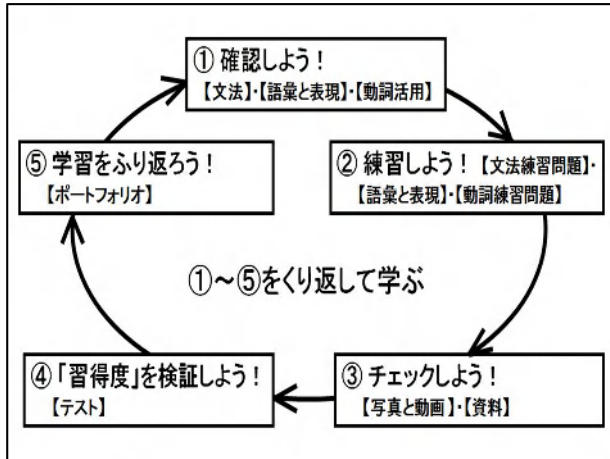 ① 確認しよう！
【文法】・【語彙と表現】・【動詞活用】
② 練習しよう！【文法練習問題】・
【語彙と表現】・【動詞練習問題】
③ チェックしよう！
【写真と動画】・【資料】
④ 「習得度」を検証しよう！
【テスト】
⑤ 学習をふり返ろう！
【ポートフォリオ】
①～⑤をくり返して学ぶ